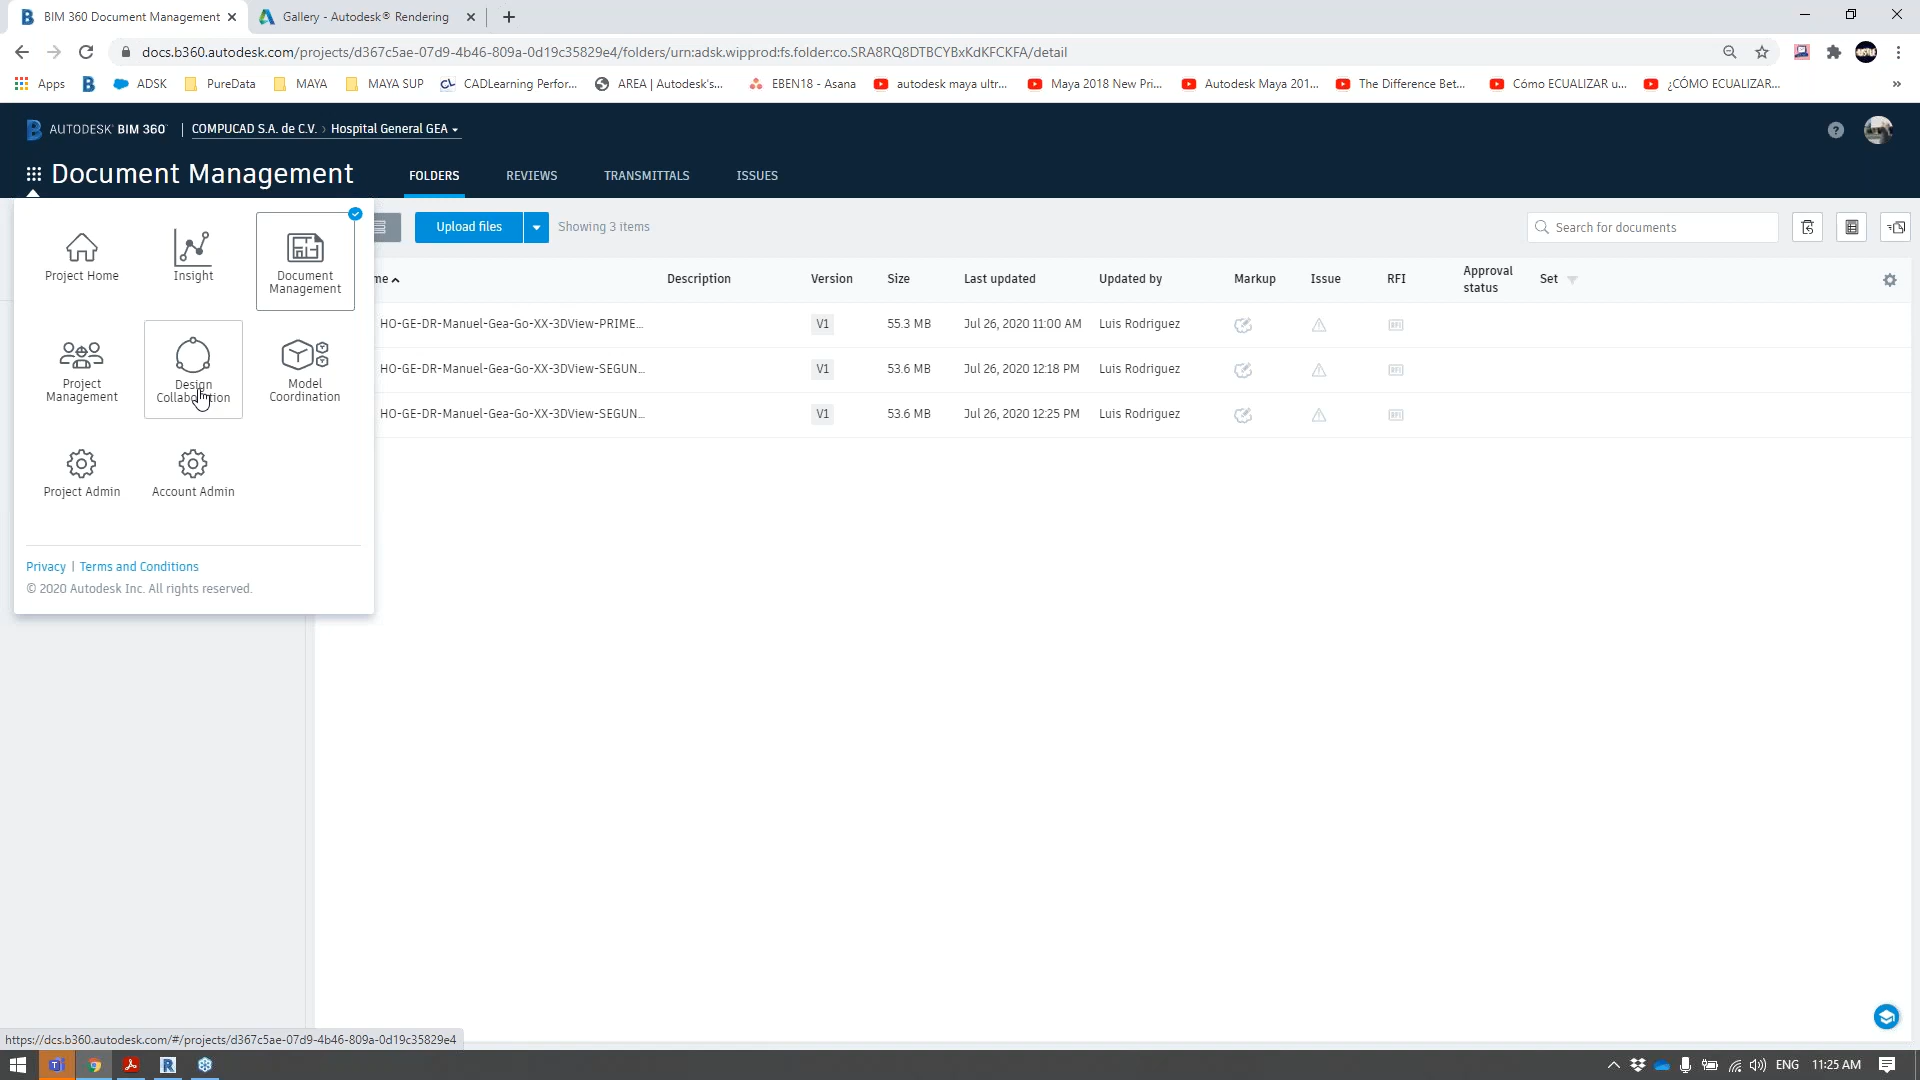 BIM 360 Document Management
Gallery - Autodesk® Rendering
docs.b360.autodesk.com/projects/d367c5ae-07d9-4b46-809a-0d19c35829e4/folders/urn:adsk.wipprod:fs.folder:co.SRA8RQ8DTBCYBxKdKFCKFA/detail
Apps
ADSK
PureData
MAYA
MAYA SUP
CADLearning Perfor...
AREA | Autodesk's...
EBEN18 - Asana
autodesk maya ultr...
Maya 2018 New Pri...
Autodesk Maya 201...
The Difference Bet...
Cómo ECUALIZAR u...
¿CÓMO ECUALIZAR...
»
AUTODESK® BIM 360™
COMPUCAD S.A. de C.V. › Hospital General GEA
Document Management
FOLDERS
REVIEWS
TRANSMITTALS
ISSUES
Project Home
Insight
Document
Management
Project
Management
Design
Collaboration
Model
Coordination
Project Admin
Account Admin
Privacy | Terms and Conditions
© 2020 Autodesk Inc. All rights reserved.
Upload files
Showing 3 items
Search for documents
me
Description
Version
Size
Last updated
Updated by
Markup
Issue
RFI
Approval
status
Set
HO-GE-DR-Manuel-Gea-Go-XX-3DView-PRIME... V1 55.3 MB Jul 26, 2020 11:00 AM Luis Rodriguez RFI
HO-GE-DR-Manuel-Gea-Go-XX-3DView-SEGUN... V1 53.6 MB Jul 26, 2020 12:18 PM Luis Rodriguez RFI
HO-GE-DR-Manuel-Gea-Go-XX-3DView-SEGUN... V1 53.6 MB Jul 26, 2020 12:25 PM Luis Rodriguez RFI
https://dcs.b360.autodesk.com/#/projects/d367c5ae-07d9-4b46-809a-0d19c35829e4
ENG
11:25 AM